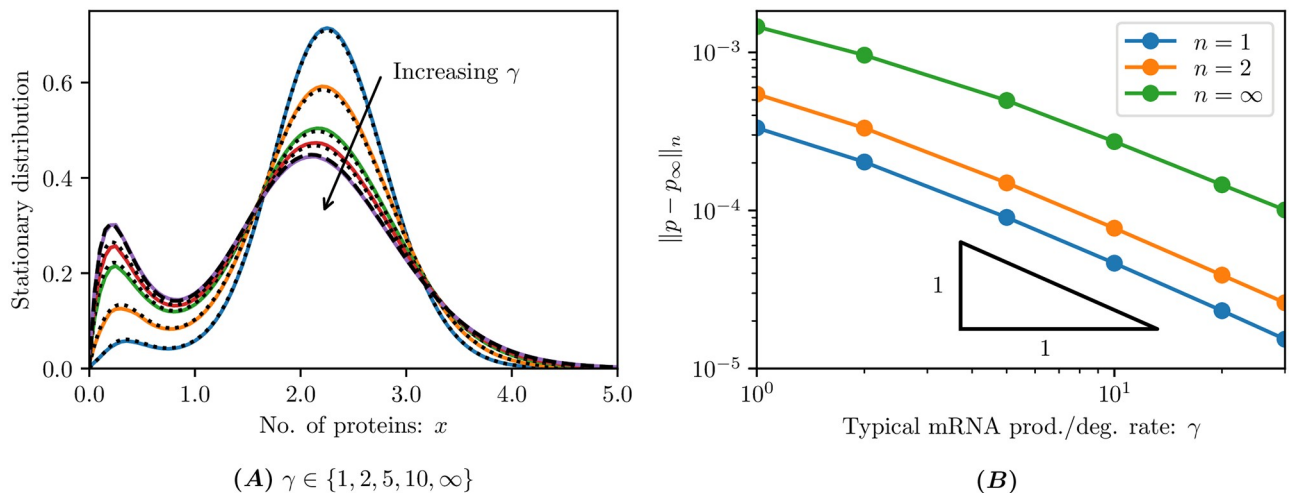 Stationary distribution
0.6
0.4
0.2
0.0
0.0 1.0 2.0 3.0 4.0 5.0
Increasing γ
No. of proteins: x
(A) γ ∈ {1, 2, 5, 10, ∞}
‖p − p∞‖ₙ
10⁻³
10⁻⁴
10⁻⁵
10⁰ 10¹
n = 1
n = 2
n = ∞
1
1
Typical mRNA prod./deg. rate: γ
(B)